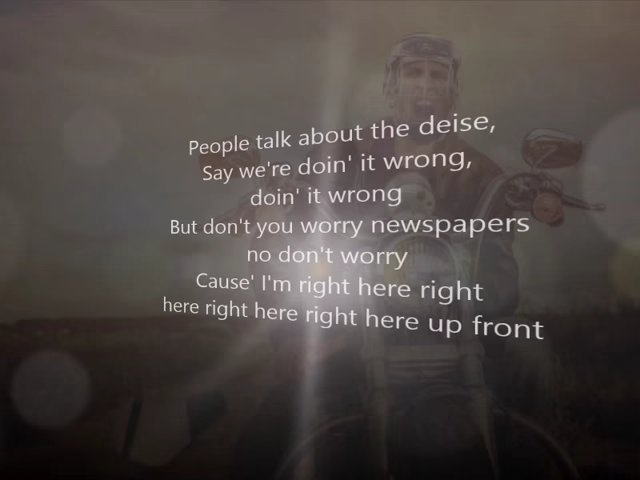 People talk about the deise,
Say we're doin' it wrong,
doin' it wrong
But don't you worry newspapers
no don't worry
Cause' I'm right here right
here right here right here up front